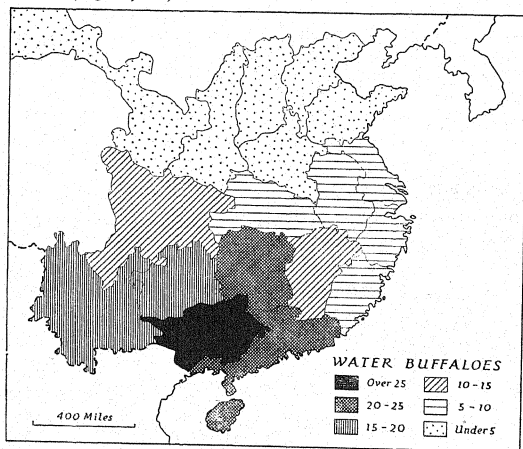 WATER BUFFALOES
Over 25
20-25
15-20
10-15
5-10
Under 5
400 Miles